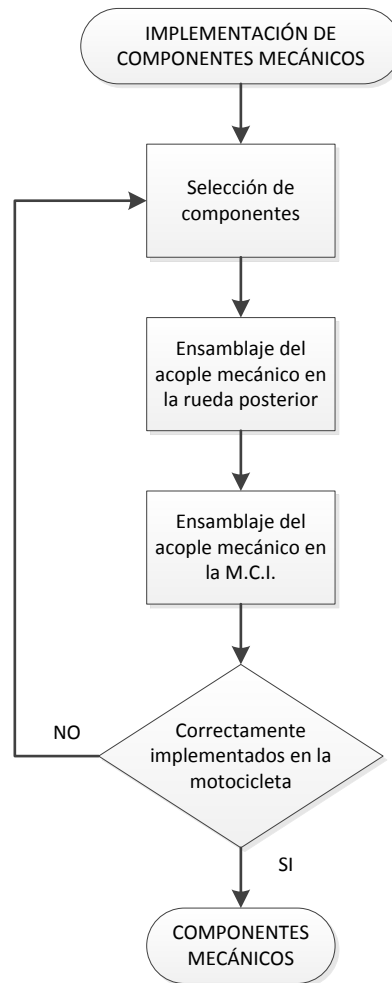 IMPLEMENTACIÓN DE
COMPONENTES MECÁNICOS
Selección de
componentes
Ensamblaje del
acople mecánico en
la rueda posterior
Ensamblaje del
acople mecánico en
la M.C.I.
Correctamente
implementados en la
motocicleta
NO
SI
COMPONENTES
MECÁNICOS